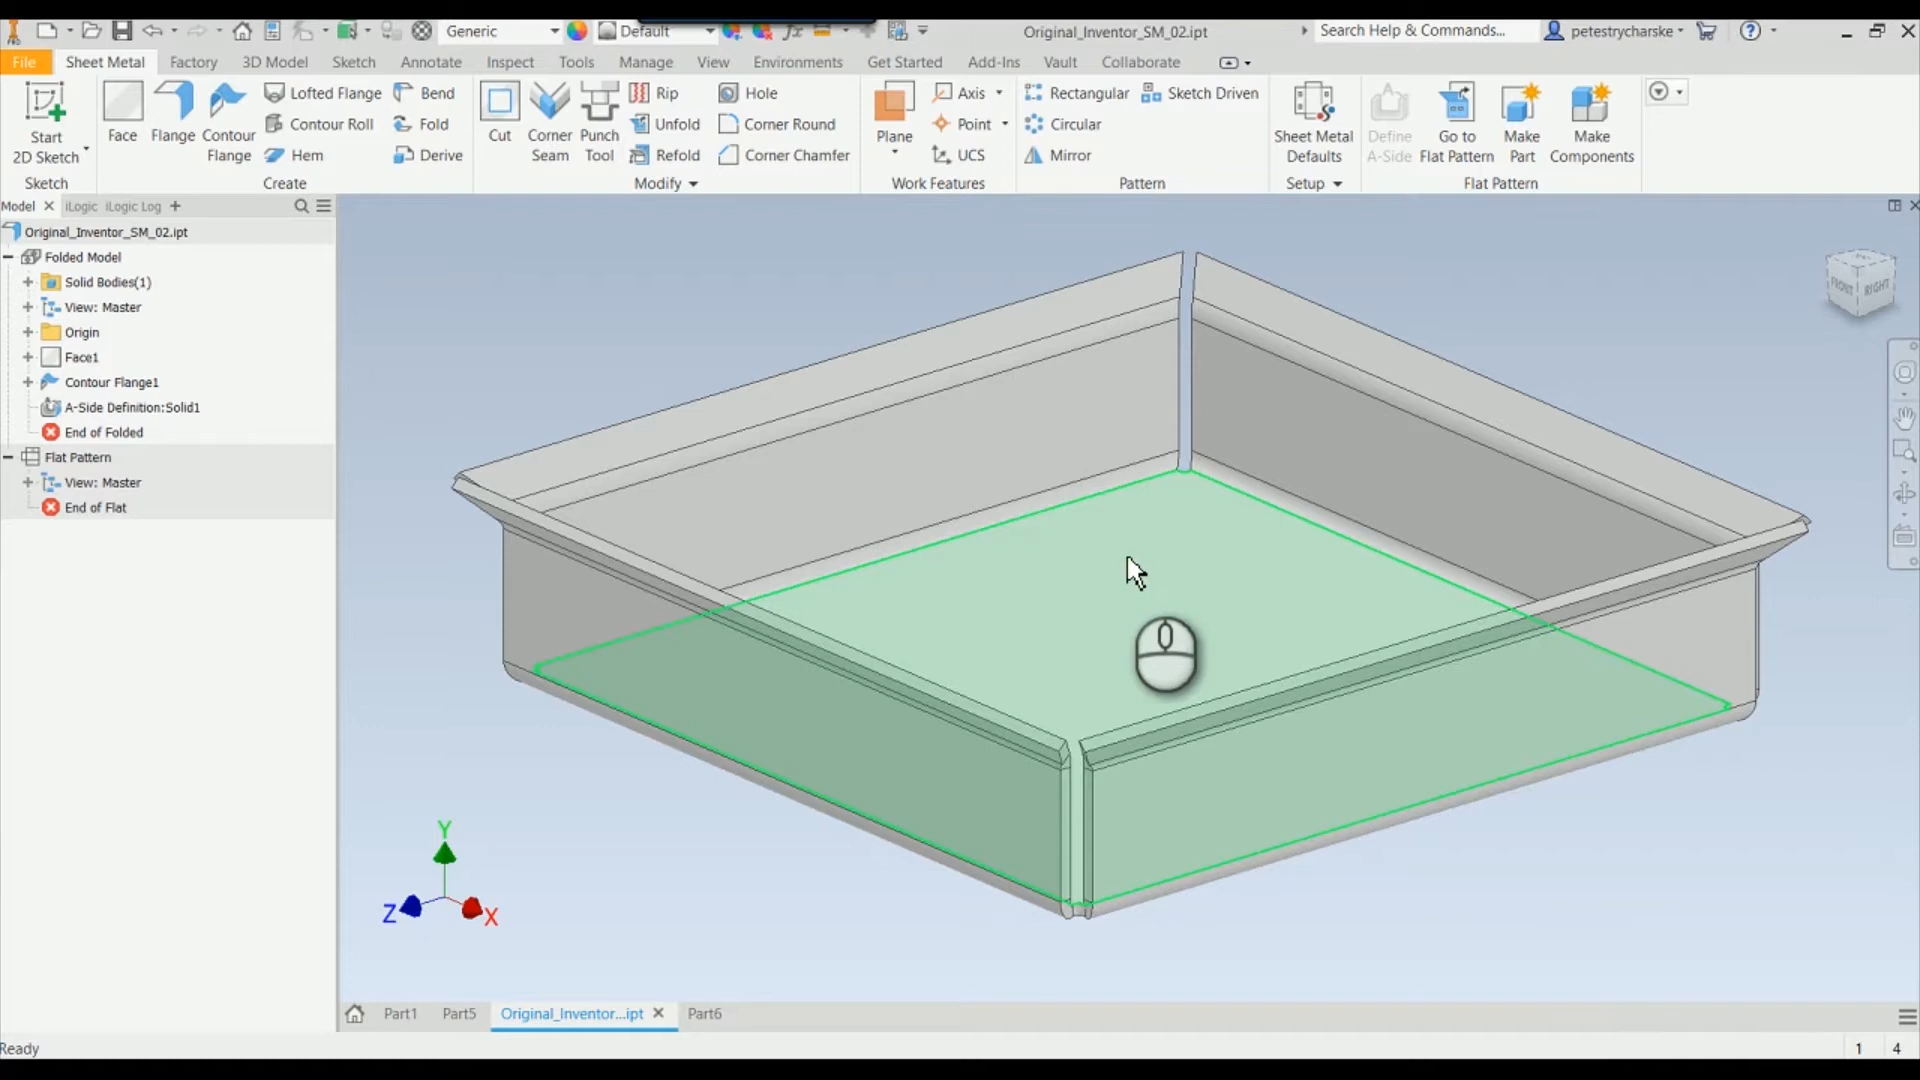 Generic
Default
fx
Original_Inventor_SM_02.ipt
Search Help & Commands...
petestrycharske
File
Sheet Metal
Factory
3D Model
Sketch
Annotate
Inspect
Tools
Manage
View
Environments
Get Started
Add-Ins
Vault
Collaborate
Start
2D Sketch
Face
Flange
Contour
Flange
Lofted Flange
Contour Roll
Hem
Bend
Fold
Derive
Cut
Corner
Seam
Punch
Tool
Rip
Unfold
Refold
Hole
Corner Round
Corner Chamfer
Plane
Axis
Point
UCS
Rectangular
Circular
Mirror
Sketch Driven
Sheet Metal
Defaults
Define
A-Side
Go to
Flat Pattern
Make
Part
Make
Components
Sketch
Create
Modify
Work Features
Pattern
Setup
Flat Pattern
Model
iLogic
iLogic Log
Original_Inventor_SM_02.ipt
Folded Model
Solid Bodies(1)
View: Master
Origin
Face1
Contour Flange1
A-Side Definition:Solid1
End of Folded
Flat Pattern
View: Master
End of Flat
FRONT
RIGHT
Y
Z
X
Part1
Part5
Original_Inventor...ipt
Part6
Ready
1
4